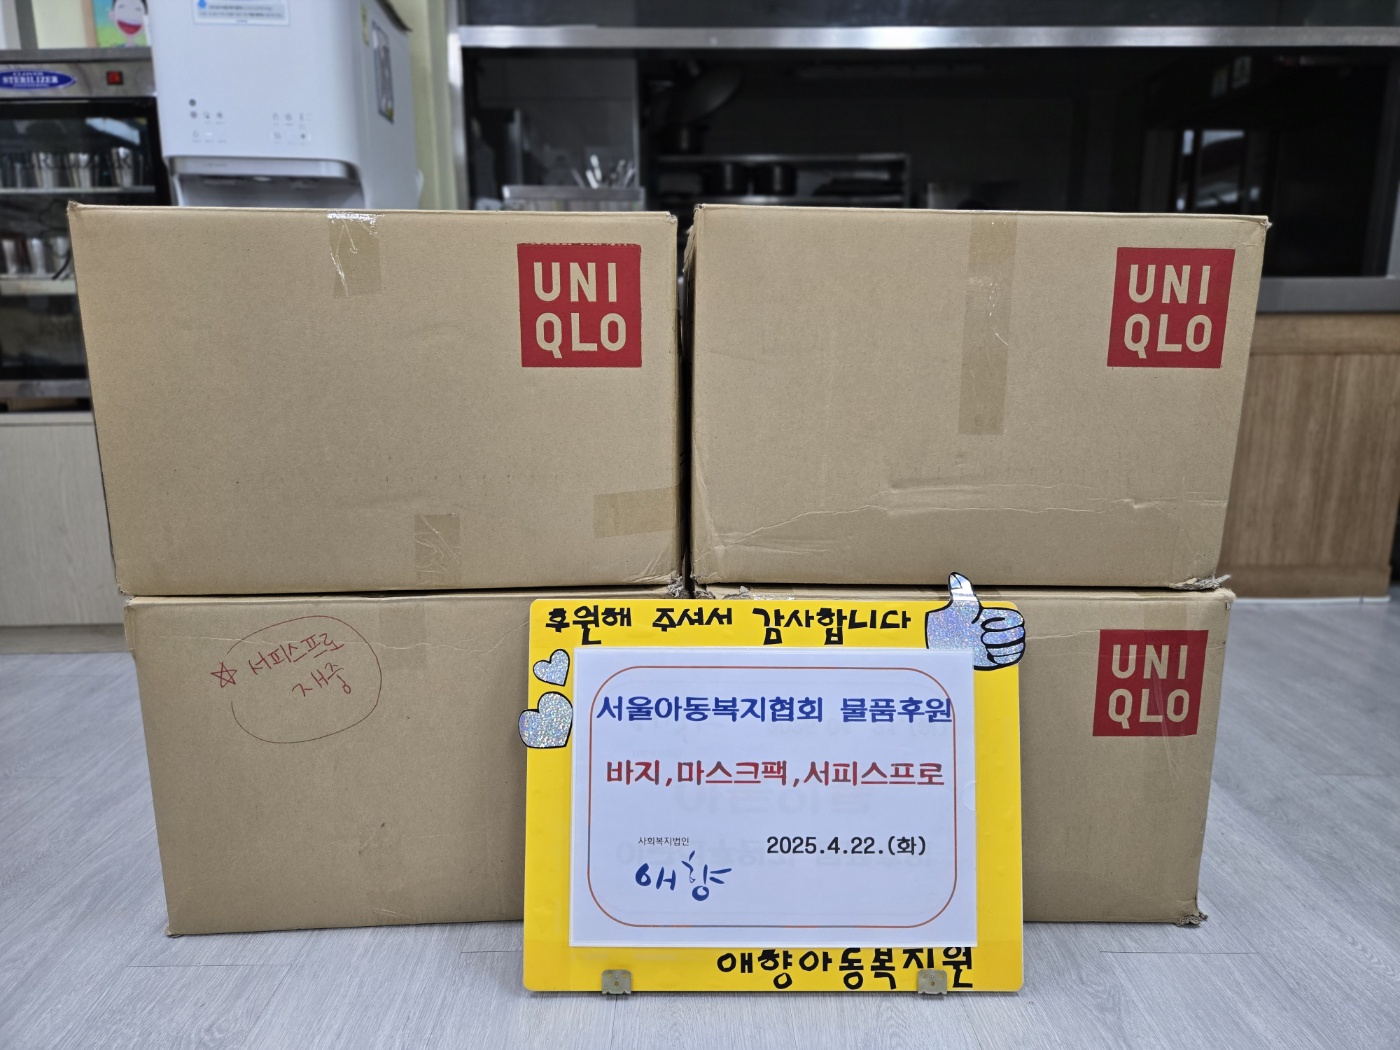 STERILIZER
UNI
QLO
UNI
QLO
서피스프로
재중
UNI
QLO
후원해 주셔서 감사합니다
서울아동복지협회 물품후원
바지,마스크팩,서피스프로
사회복지법인
애향
2025.4.22.(화)
애향아동복지원